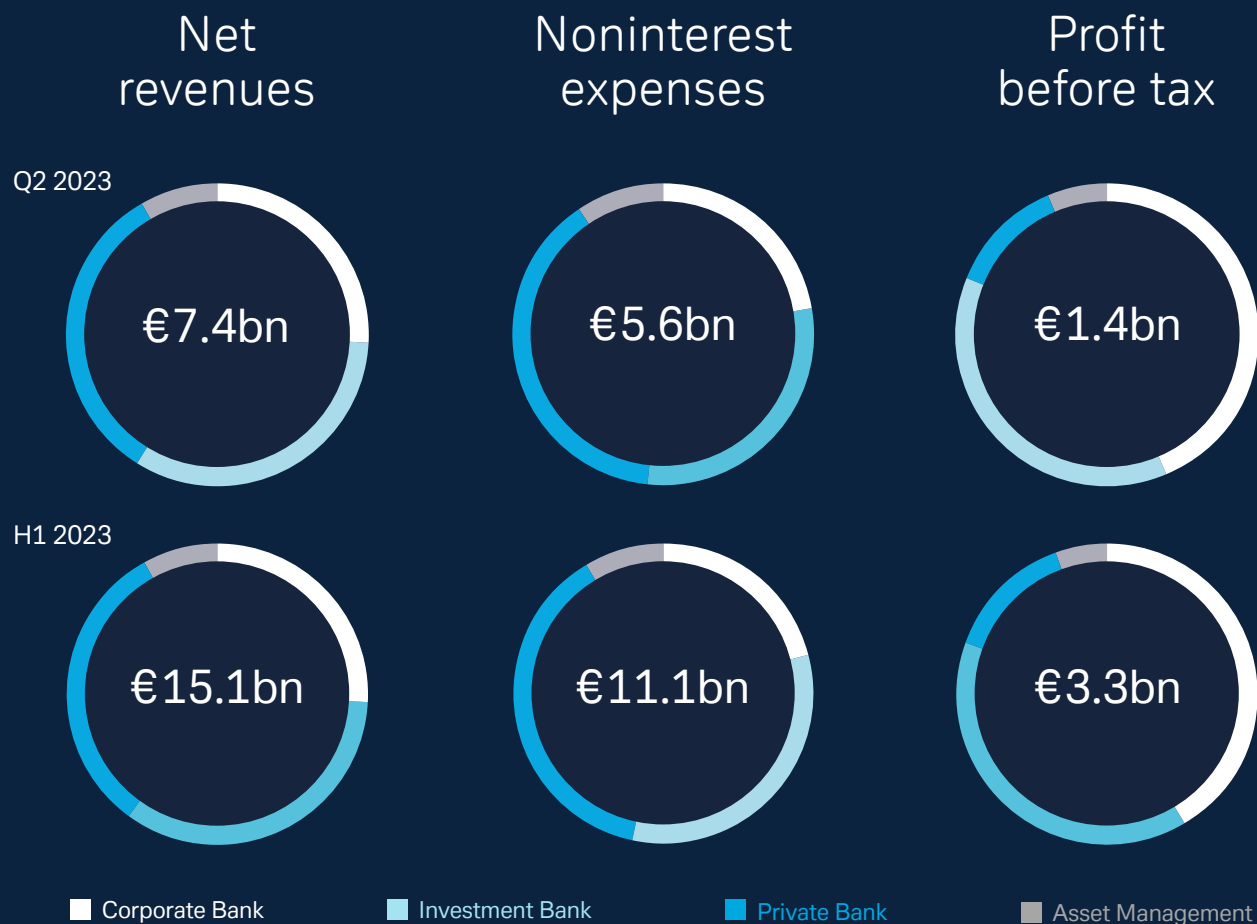 Net
revenues
Noninterest
expenses
Profit
before tax
Q2 2023
€7.4bn
€5.6bn
€1.4bn
H1 2023
€15.1bn
€11.1bn
€3.3bn
Corporate Bank
Investment Bank
Private Bank
Asset Management